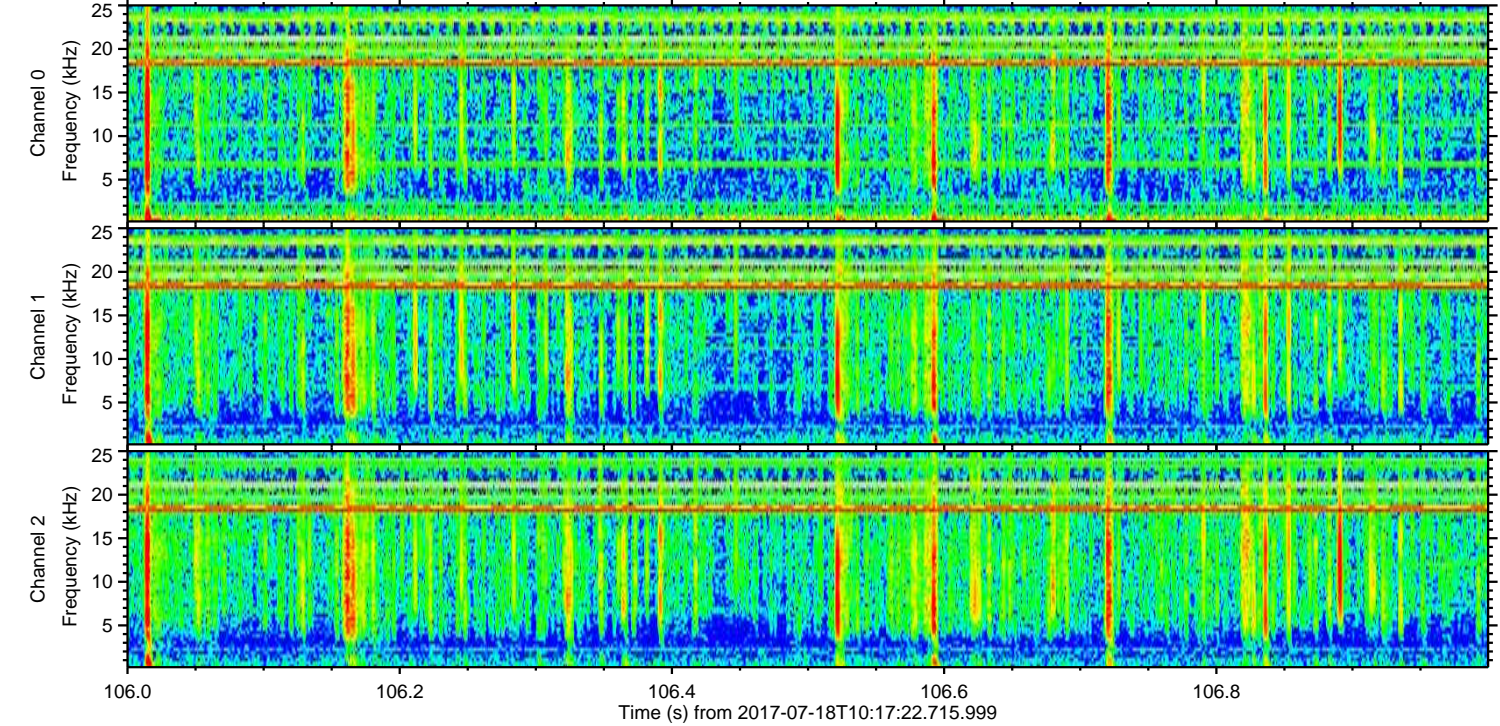 Channel 0
Frequency (kHz)
25
20
15
10
5
Channel 1
Frequency (kHz)
25
20
15
10
5
Channel 2
Frequency (kHz)
25
20
15
10
5
106.0 106.2 106.4 106.6 106.8
Time (s) from 2017-07-18T10:17:22.715.999